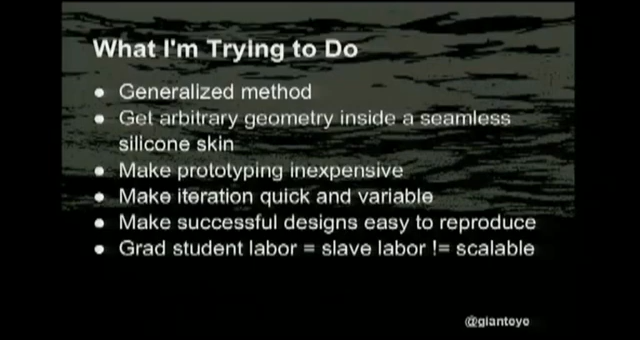 What I'm Trying to Do
• Generalized method
• Get arbitrary geometry inside a seamless
silicone skin
• Make prototyping inexpensive
• Make iteration quick and variable
• Make successful designs easy to reproduce
• Grad student labor = slave labor != scalable
@giantoyo